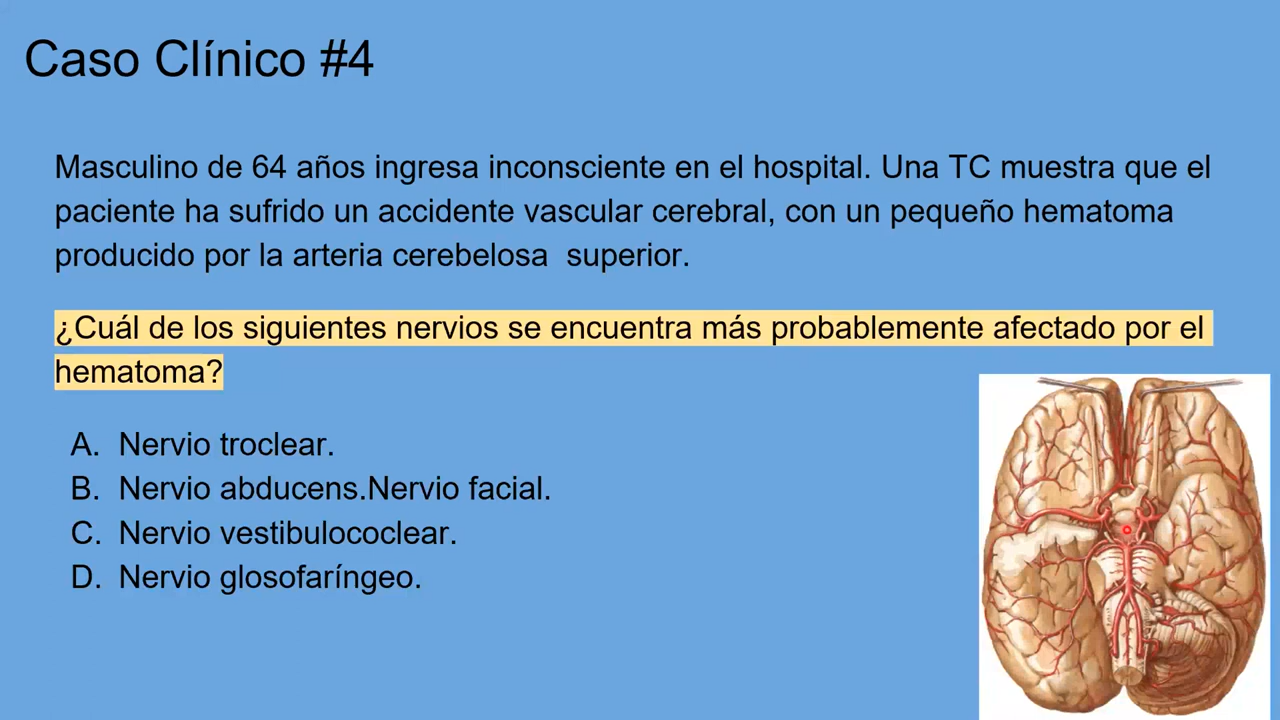 Caso Clínico #4
Masculino de 64 años ingresa inconsciente en el hospital. Una TC muestra que el
paciente ha sufrido un accidente vascular cerebral, con un pequeño hematoma
producido por la arteria cerebelosa  superior.
¿Cuál de los siguientes nervios se encuentra más probablemente afectado por el
hematoma?
A. Nervio troclear.
B. Nervio abducens.Nervio facial.
C. Nervio vestibulococlear.
D. Nervio glosofaríngeo.